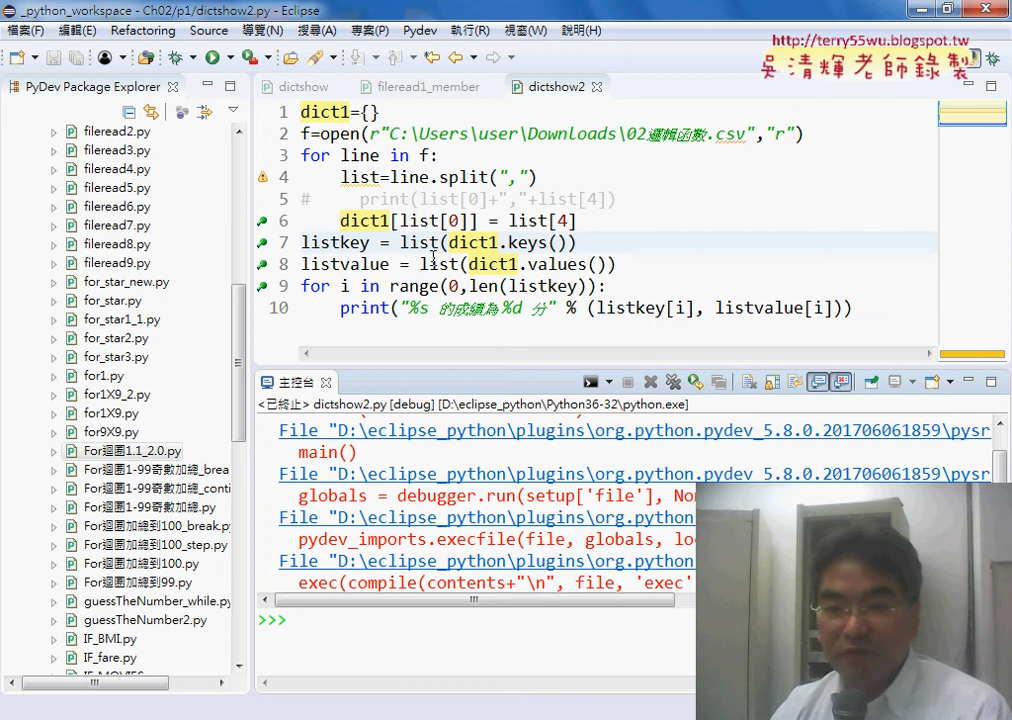 _python_workspace - Ch02/p1/dictshow2.py - Eclipse
檔案(F) 編輯(E) Refactoring Source 導覽(N) 搜尋(A) 專案(P) Pydev 執行(R) 視窗(W) 說明(H)
http://terry55wu.blogspot.tw
吳清輝老師錄製
PyDev Package Explorer
fileread2.py
fileread3.py
fileread4.py
fileread5.py
fileread6.py
fileread7.py
fileread8.py
fileread9.py
for_star_new.py
for_star.py
for_star1_1.py
for_star2.py
for_star3.py
for1.py
for1X9_2.py
for1X9.py
for9X9.py
For迴圈1.1_2.0.py
For迴圈1-99奇數加總_brea
For迴圈1-99奇數加總_conti
For迴圈1-99奇數加總.py
For迴圈加總到100_break.py
For迴圈加總到100_step.py
For迴圈加總到100.py
For迴圈加總到99.py
guessTheNumber_while.py
guessTheNumber2.py
IF_BMI.py
IF_fare.py
IF_MOVIES
dictshow fileread1_member dictshow2
1 dict1={}
2 f=open(r"C:\Users\user\Downloads\02邏輯函數.csv","r")
3 for line in f:
4 list=line.split(",")
5 # print(list[0]+","+list[4])
6 dict1[list[0]] = list[4]
7 listkey = list(dict1.keys())
8 listvalue = list(dict1.values())
9 for i in range(0,len(listkey)):
10 print("%s 的成績為%d 分" % (listkey[i], listvalue[i]))
主控台
<已終止> dictshow2.py [debug] [D:\eclipse_python\Python36-32\python.exe]
File "D:\eclipse_python\plugins\org.python.pydev_5.8.0.201706061859\pysr
main()
File "D:\eclipse_python\plugins\org.python.pydev_5.8.0.201706061859\pysr
globals = debugger.run(setup['file'], No
File "D:\eclipse_python\plugins\org.python
pydev_imports.execfile(file, globals, lo
File "D:\eclipse_python\plugins\org.python
exec(compile(contents+"\n", file, 'exec'
>>>